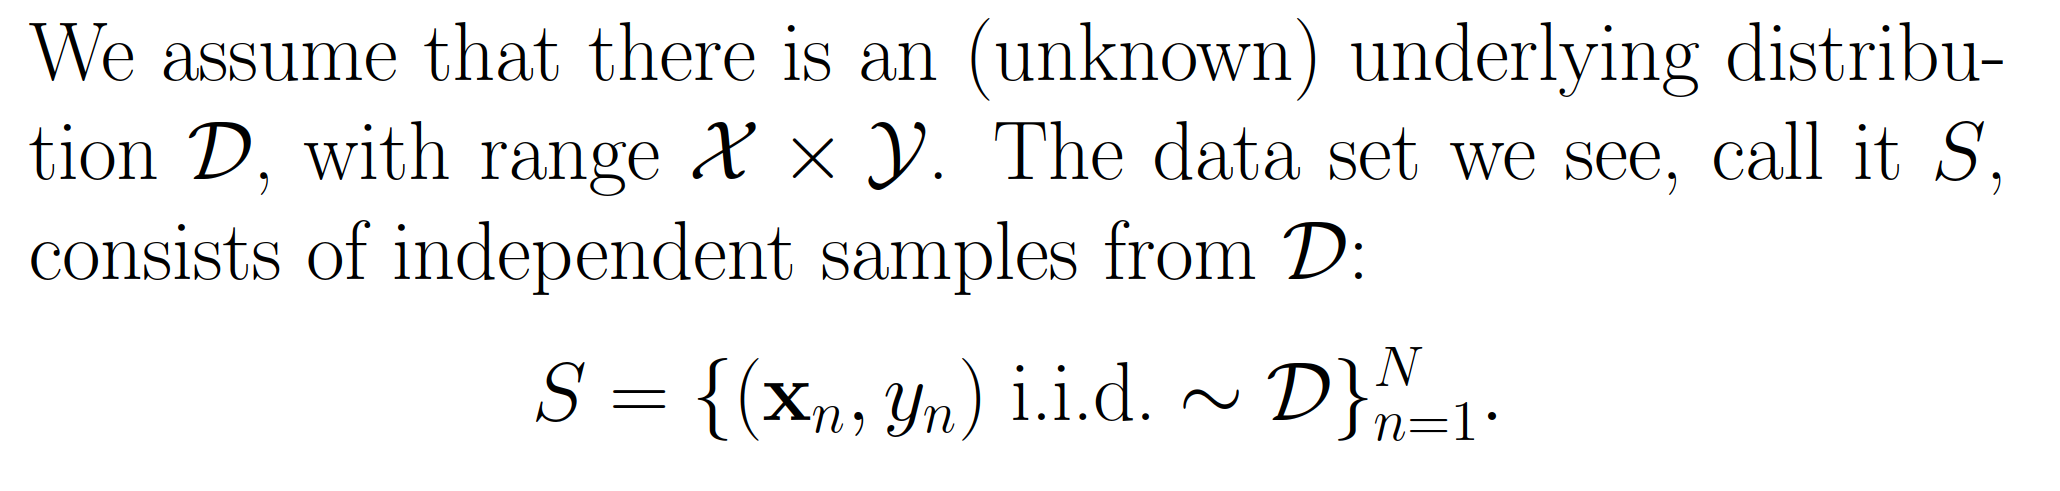 We assume that there is an (unknown) underlying distribu-
tion 𝒟, with range 𝒳 × 𝒴. The data set we see, call it S,
consists of independent samples from 𝒟:
S = {(𝐱ₙ, yₙ) i.i.d. ∼ 𝒟}ₙ₌₁ᴺ.